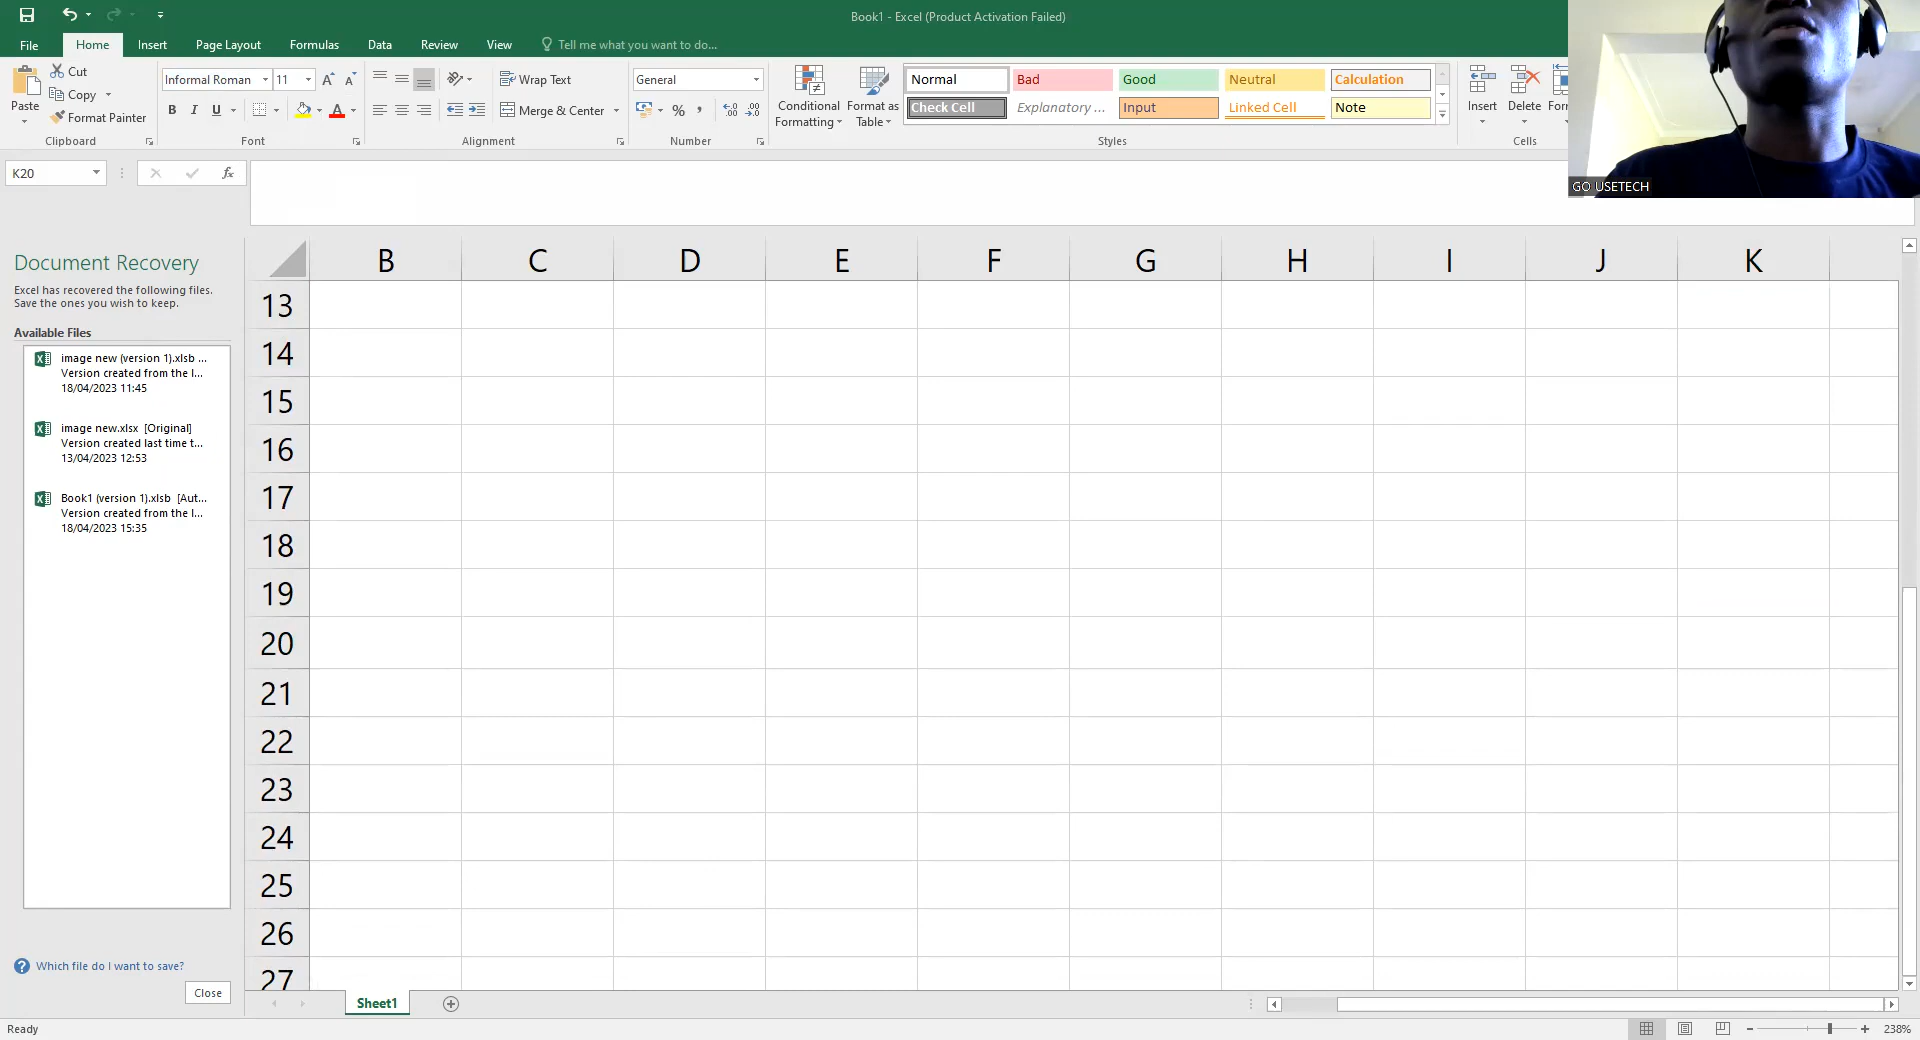 Book1 - Excel (Product Activation Failed)
File Home Insert Page Layout Formulas Data Review View Tell me what you want to do...
Cut
Copy
Format Painter
Paste
Clipboard
Informal Roman 11
A A
B I U A
Font
Wrap Text
Merge & Center
Alignment
General
%
Number
Conditional
Formatting
Format as
Table
Normal Bad Good Neutral Calculation
Check Cell Explanatory ... Input Linked Cell Note
Styles
Insert Delete Form
Cells
GO USETECH
K20 fx
Document Recovery
Excel has recovered the following files.
Save the ones you wish to keep.
Available Files
image new (version 1).xlsb ...
Version created from the l...
18/04/2023 11:45
image new.xlsx [Original]
Version created last time t...
13/04/2023 12:53
Book1 (version 1).xlsb [Aut...
Version created from the l...
18/04/2023 15:35
Which file do I want to save?
Close
B C D E F G H I J K
13
14
15
16
17
18
19
20
21
22
23
24
25
26
27
Sheet1
Ready
238%